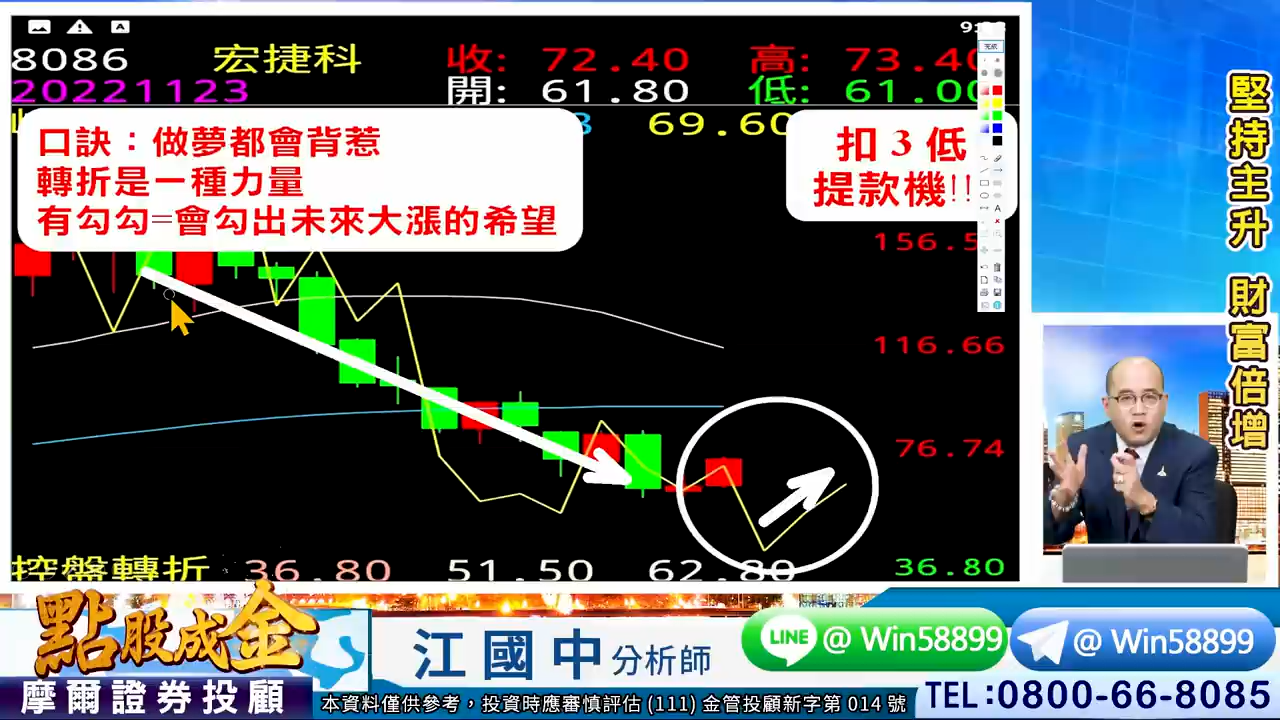 8086 宏捷科 收: 72.40 高: 73.40
20221123 開: 61.80 低: 61.00
69.60
口訣：做夢都會背惹
轉折是一種力量
有勾勾=會勾出未來大漲的希望
扣3低
提款機!!
完成
156.5
116.66
76.74
36.80
控盤轉折 36.80 51.50 62.80
堅持主升 財富倍增
點股成金
摩爾證券投顧
江國中 分析師
LINE @ Win58899
@ Win58899
TEL:0800-66-8085
本資料僅供參考，投資時應審慎評估 (111) 金管投顧新字第 014 號